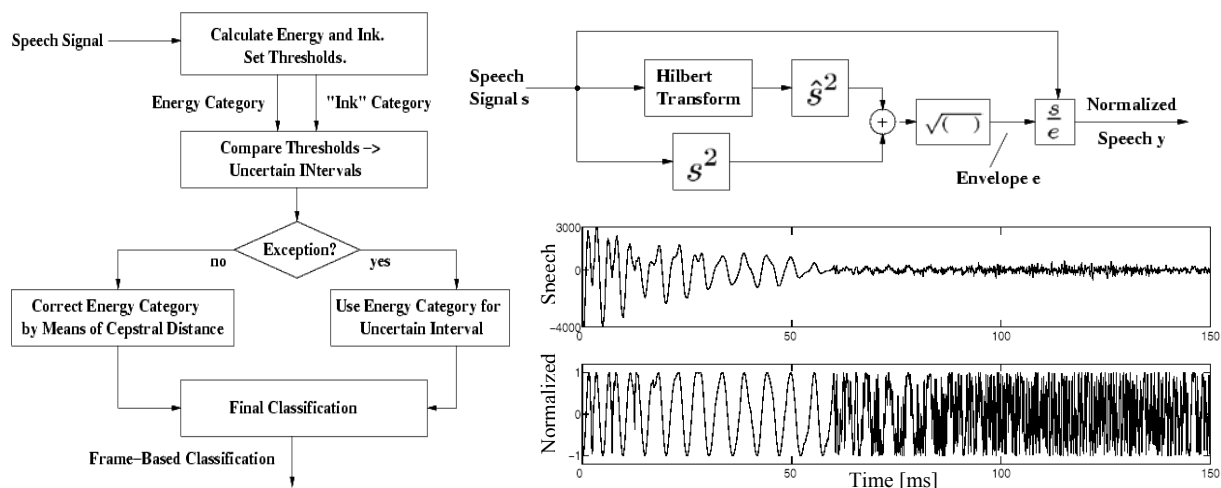 Speech Signal
Calculate Energy and Ink.
Set Thresholds.
Energy Category
"Ink" Category
Compare Thresholds −>
Uncertain INtervals
Exception?
no
yes
Correct Energy Category
by Means of Cepstral Distance
Use Energy Category for
Uncertain Interval
Final Classification
Frame−Based Classification
Speech
Signal s
Hilbert
Transform
ŝ²
s²
+
√( )
s/e
Normalized
Speech y
Envelope e
Speech
3000
0
−4000
0
50
100
150
Normalized
1
0
−1
0
50
100
150
Time [ms]